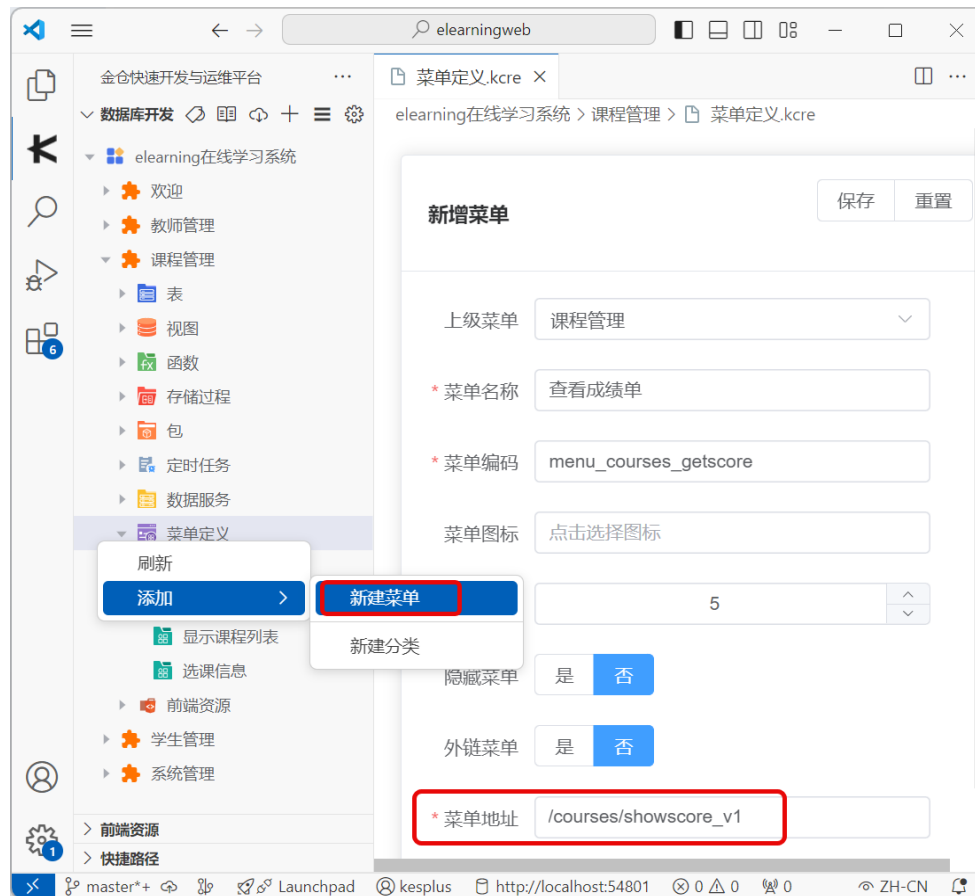 elearningweb
金仓快速开发与运维平台
菜单定义.kcre
数据库开发
elearning在线学习系统 > 课程管理 > 菜单定义.kcre
elearning在线学习系统
欢迎
教师管理
课程管理
表
视图
函数
存储过程
包
定时任务
数据服务
菜单定义
刷新
添加
新建菜单
新建分类
显示课程列表
选课信息
前端资源
学生管理
系统管理
前端资源
快捷路径
新增菜单
保存
重置
上级菜单 课程管理
* 菜单名称 查看成绩单
* 菜单编码 menu_courses_getscore
菜单图标 点击选择图标
5
隐藏菜单 是 否
外链菜单 是 否
* 菜单地址 /courses/showscore_v1
6
1
master*+ Launchpad kesplus http://localhost:54801 0 0 0 ZH-CN